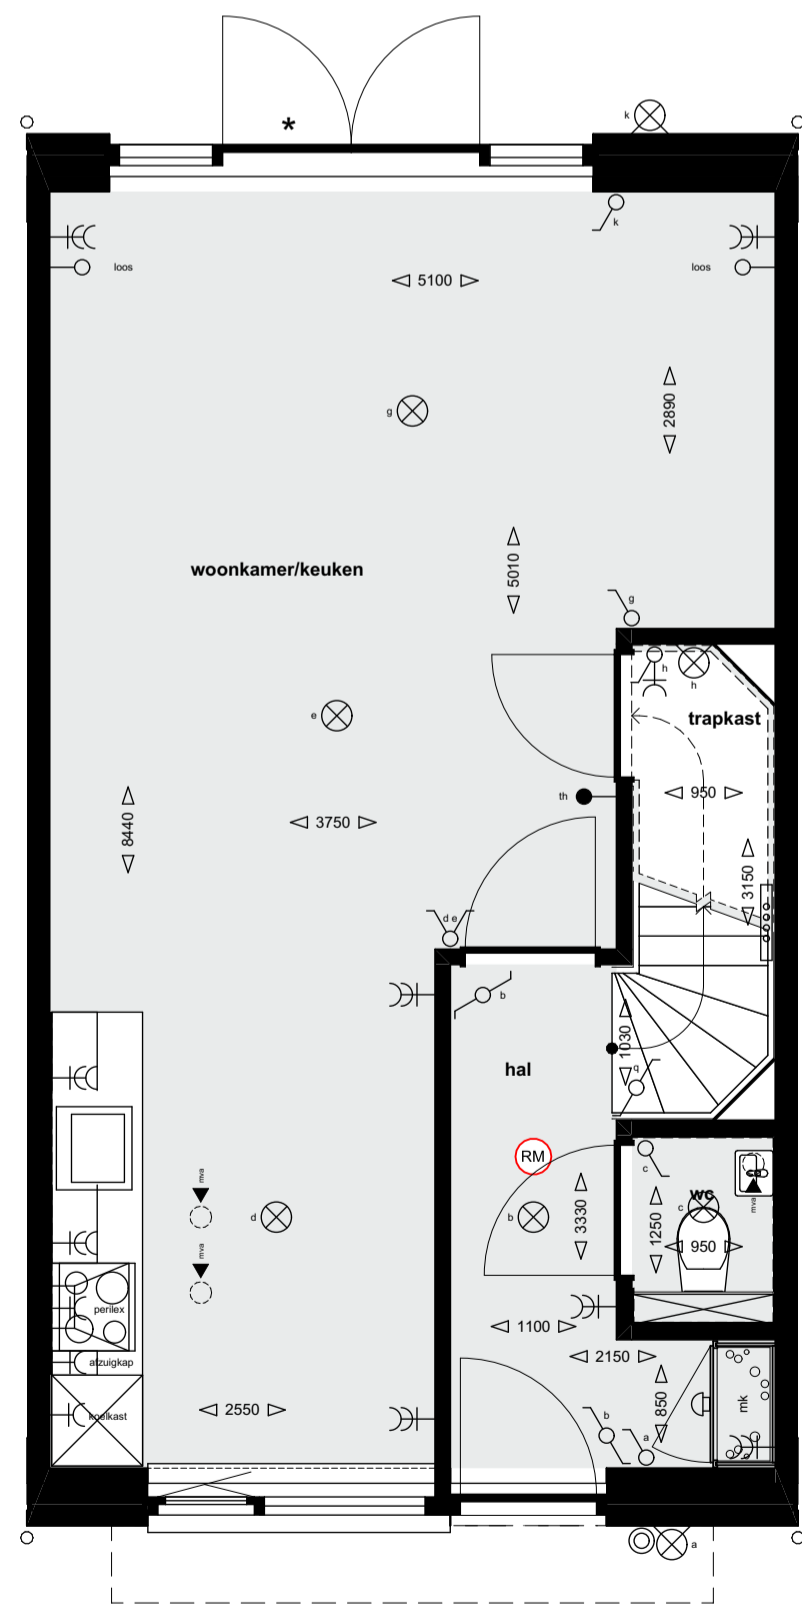 *
k
k
loos
loos
5100
2890
g
5010
woonkamer/keuken
g
h
h
trapkast
e
950
th
3750
8440
3150
d e
b
1030
hal
q
RM
c
wc
mva
c
mva
d
b
3330
1250
950
mva
perilex
1100
2150
afzuigkap
850
mk
koelkast
2550
b
a
a